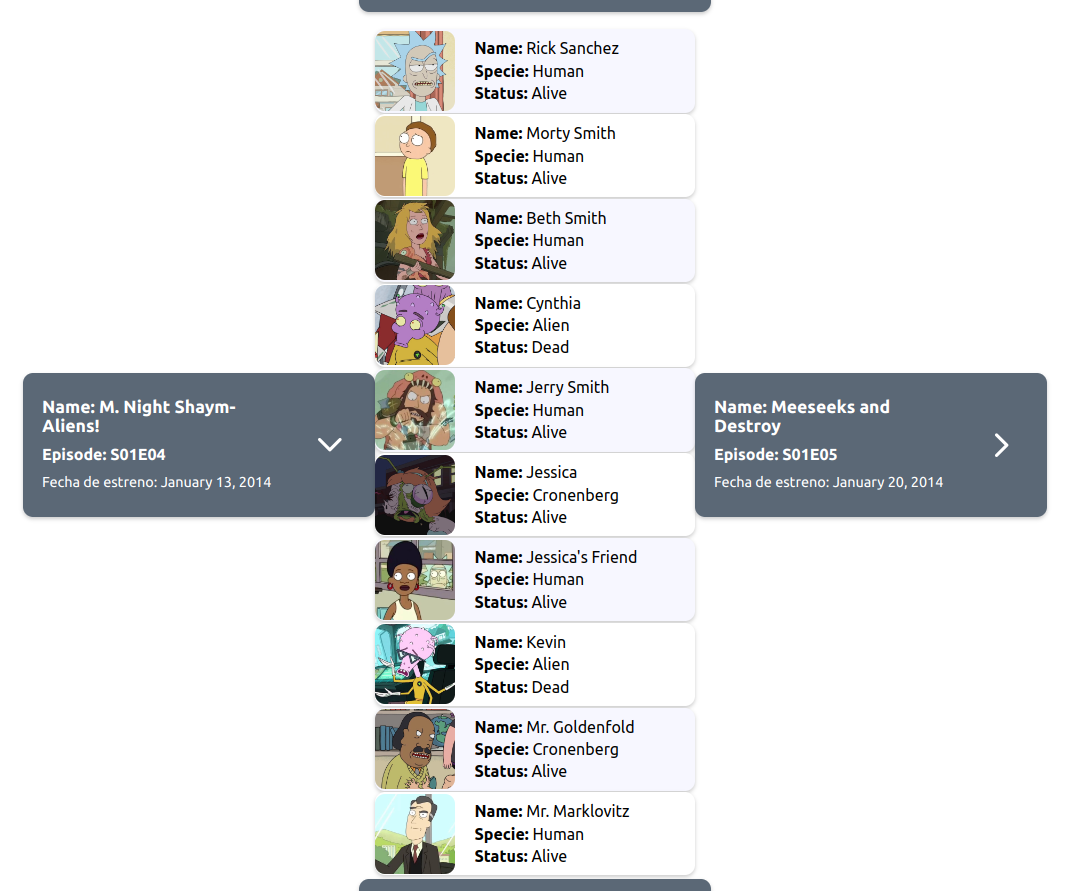 Name: Rick Sanchez
Specie: Human
Status: Alive
Name: Morty Smith
Specie: Human
Status: Alive
Name: Beth Smith
Specie: Human
Status: Alive
Name: Cynthia
Specie: Alien
Status: Dead
Name: Jerry Smith
Specie: Human
Status: Alive
Name: Jessica
Specie: Cronenberg
Status: Alive
Name: Jessica's Friend
Specie: Human
Status: Alive
Name: Kevin
Specie: Alien
Status: Dead
Name: Mr. Goldenfold
Specie: Cronenberg
Status: Alive
Name: Mr. Marklovitz
Specie: Human
Status: Alive
Name: M. Night Shaym-
Aliens!
Episode: S01E04
Fecha de estreno: January 13, 2014
Name: Meeseeks and
Destroy
Episode: S01E05
Fecha de estreno: January 20, 2014